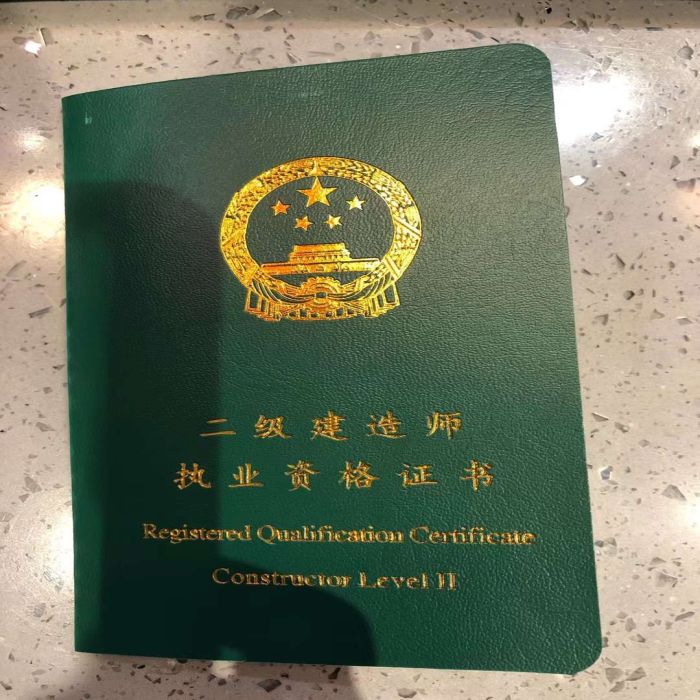 二级建造师
执业资格证书
Registered Qualification Certificate
Constructor Level II